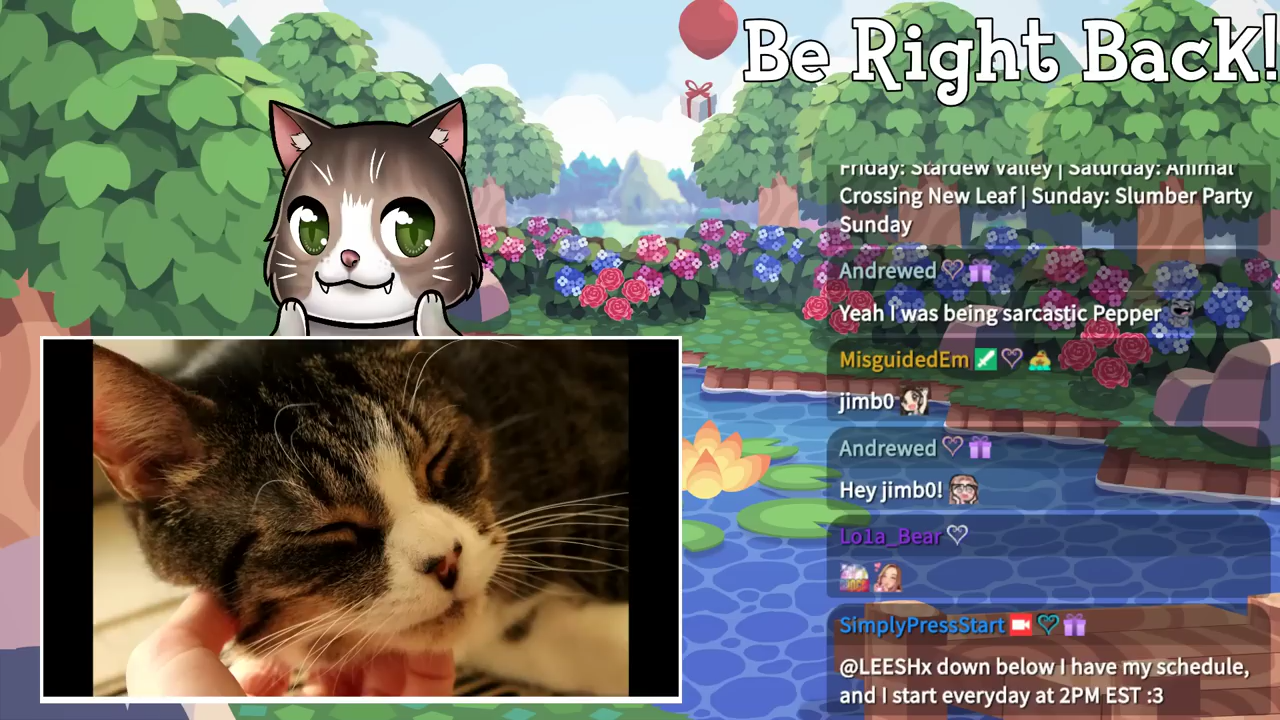 Be Right Back!
Friday: Stardew Valley | Saturday: Animal
Crossing New Leaf | Sunday: Slumber Party
Sunday
Andrewed
Yeah I was being sarcastic Pepper
MisguidedEm
jimb0
Andrewed
Hey jimb0!
Lo1a_Bear
SimplyPressStart
@LEESHx down below I have my schedule,
and I start everyday at 2PM EST :3